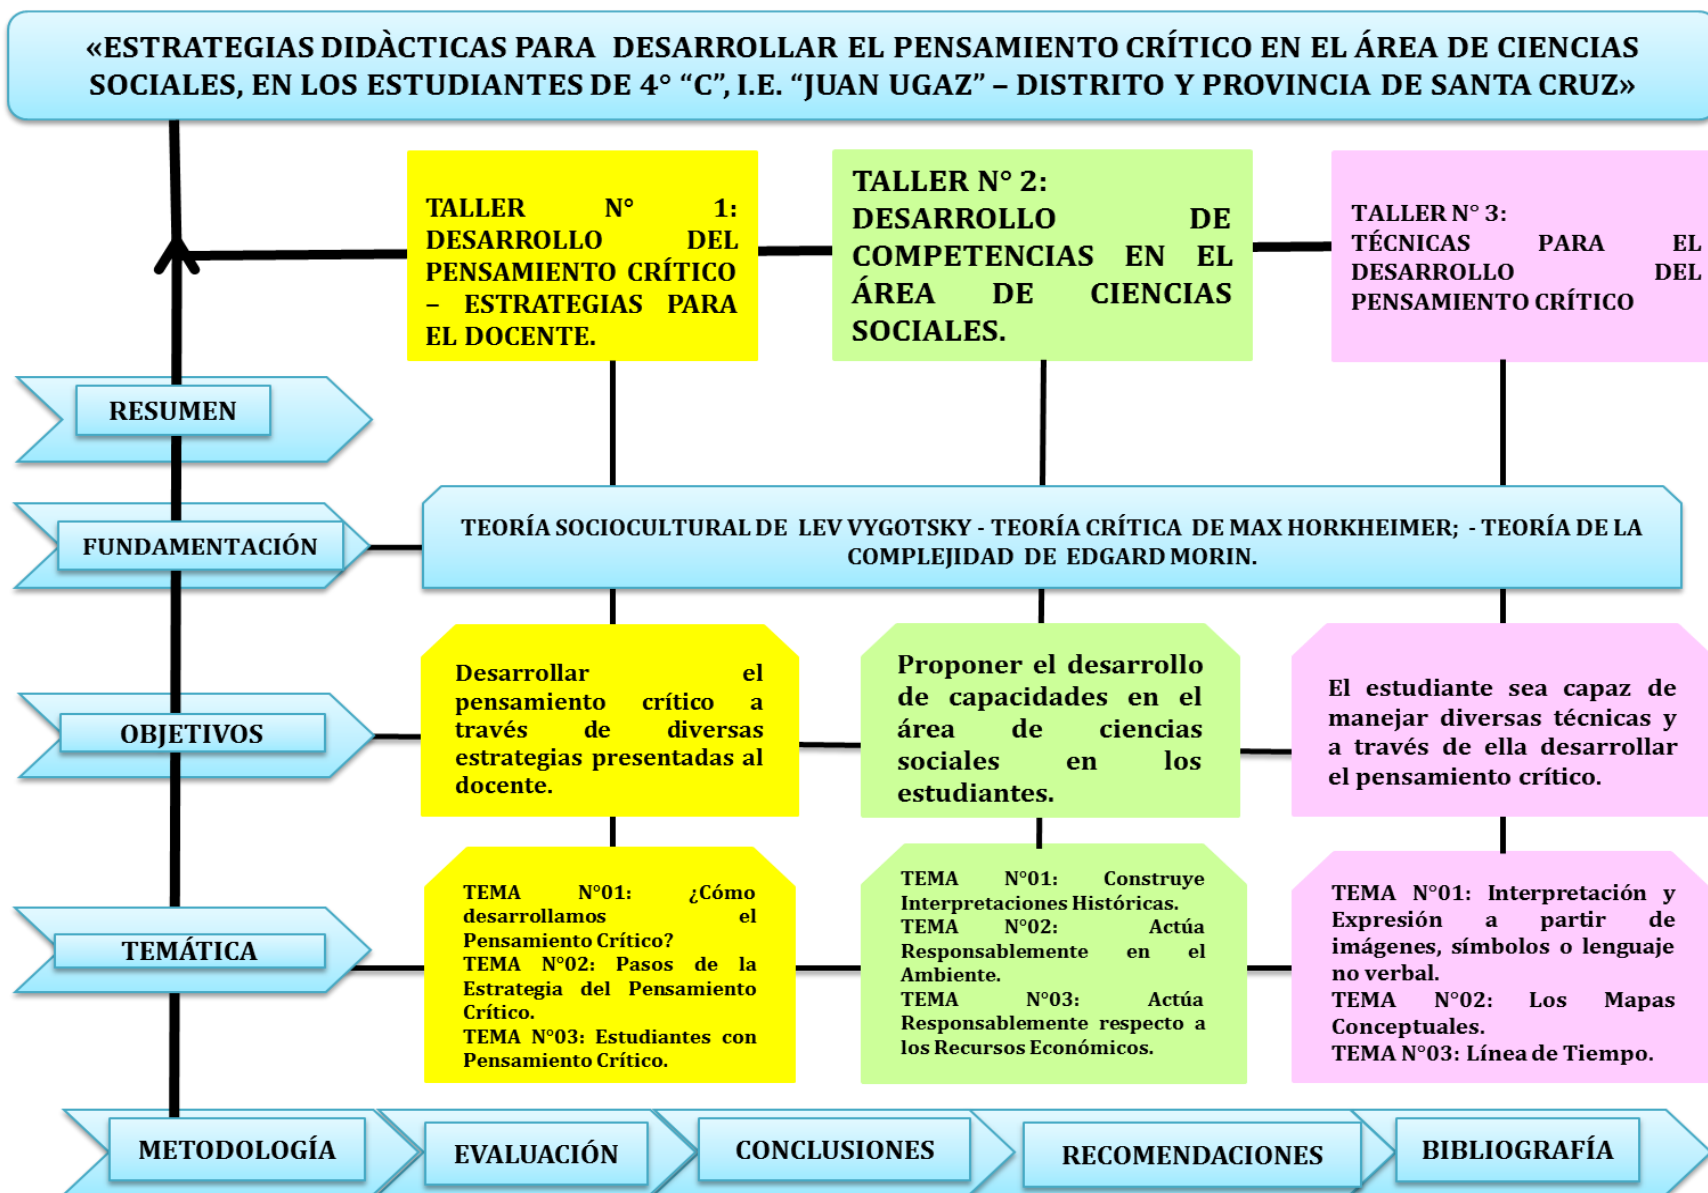 «ESTRATEGIAS DIDÀCTICAS PARA DESARROLLAR EL PENSAMIENTO CRÍTICO EN EL ÁREA DE CIENCIAS
SOCIALES, EN LOS ESTUDIANTES DE 4° “C”, I.E. “JUAN UGAZ” – DISTRITO Y PROVINCIA DE SANTA CRUZ»
TALLER N° 1:
DESARROLLO DEL
PENSAMIENTO CRÍTICO
– ESTRATEGIAS PARA
EL DOCENTE.
TALLER N° 2:
DESARROLLO DE
COMPETENCIAS EN EL
ÁREA DE CIENCIAS
SOCIALES.
TALLER N° 3:
TÉCNICAS PARA EL
DESARROLLO DEL
PENSAMIENTO CRÍTICO
RESUMEN
FUNDAMENTACIÓN
TEORÍA SOCIOCULTURAL DE LEV VYGOTSKY - TEORÍA CRÍTICA DE MAX HORKHEIMER; - TEORÍA DE LA
COMPLEJIDAD DE EDGARD MORIN.
OBJETIVOS
Desarrollar el
pensamiento crítico a
través de diversas
estrategias presentadas al
docente.
Proponer el desarrollo
de capacidades en el
área de ciencias
sociales en los
estudiantes.
El estudiante sea capaz de
manejar diversas técnicas y
a través de ella desarrollar
el pensamiento crítico.
TEMÁTICA
TEMA N°01: ¿Cómo
desarrollamos el
Pensamiento Crítico?
TEMA N°02: Pasos de la
Estrategia del Pensamiento
Crítico.
TEMA N°03: Estudiantes con
Pensamiento Crítico.
TEMA N°01: Construye
Interpretaciones Históricas.
TEMA N°02: Actúa
Responsablemente en el
Ambiente.
TEMA N°03: Actúa
Responsablemente respecto a
los Recursos Económicos.
TEMA N°01: Interpretación y
Expresión a partir de
imágenes, símbolos o lenguaje
no verbal.
TEMA N°02: Los Mapas
Conceptuales.
TEMA N°03: Línea de Tiempo.
METODOLOGÍA
EVALUACIÓN
CONCLUSIONES
RECOMENDACIONES
BIBLIOGRAFÍA